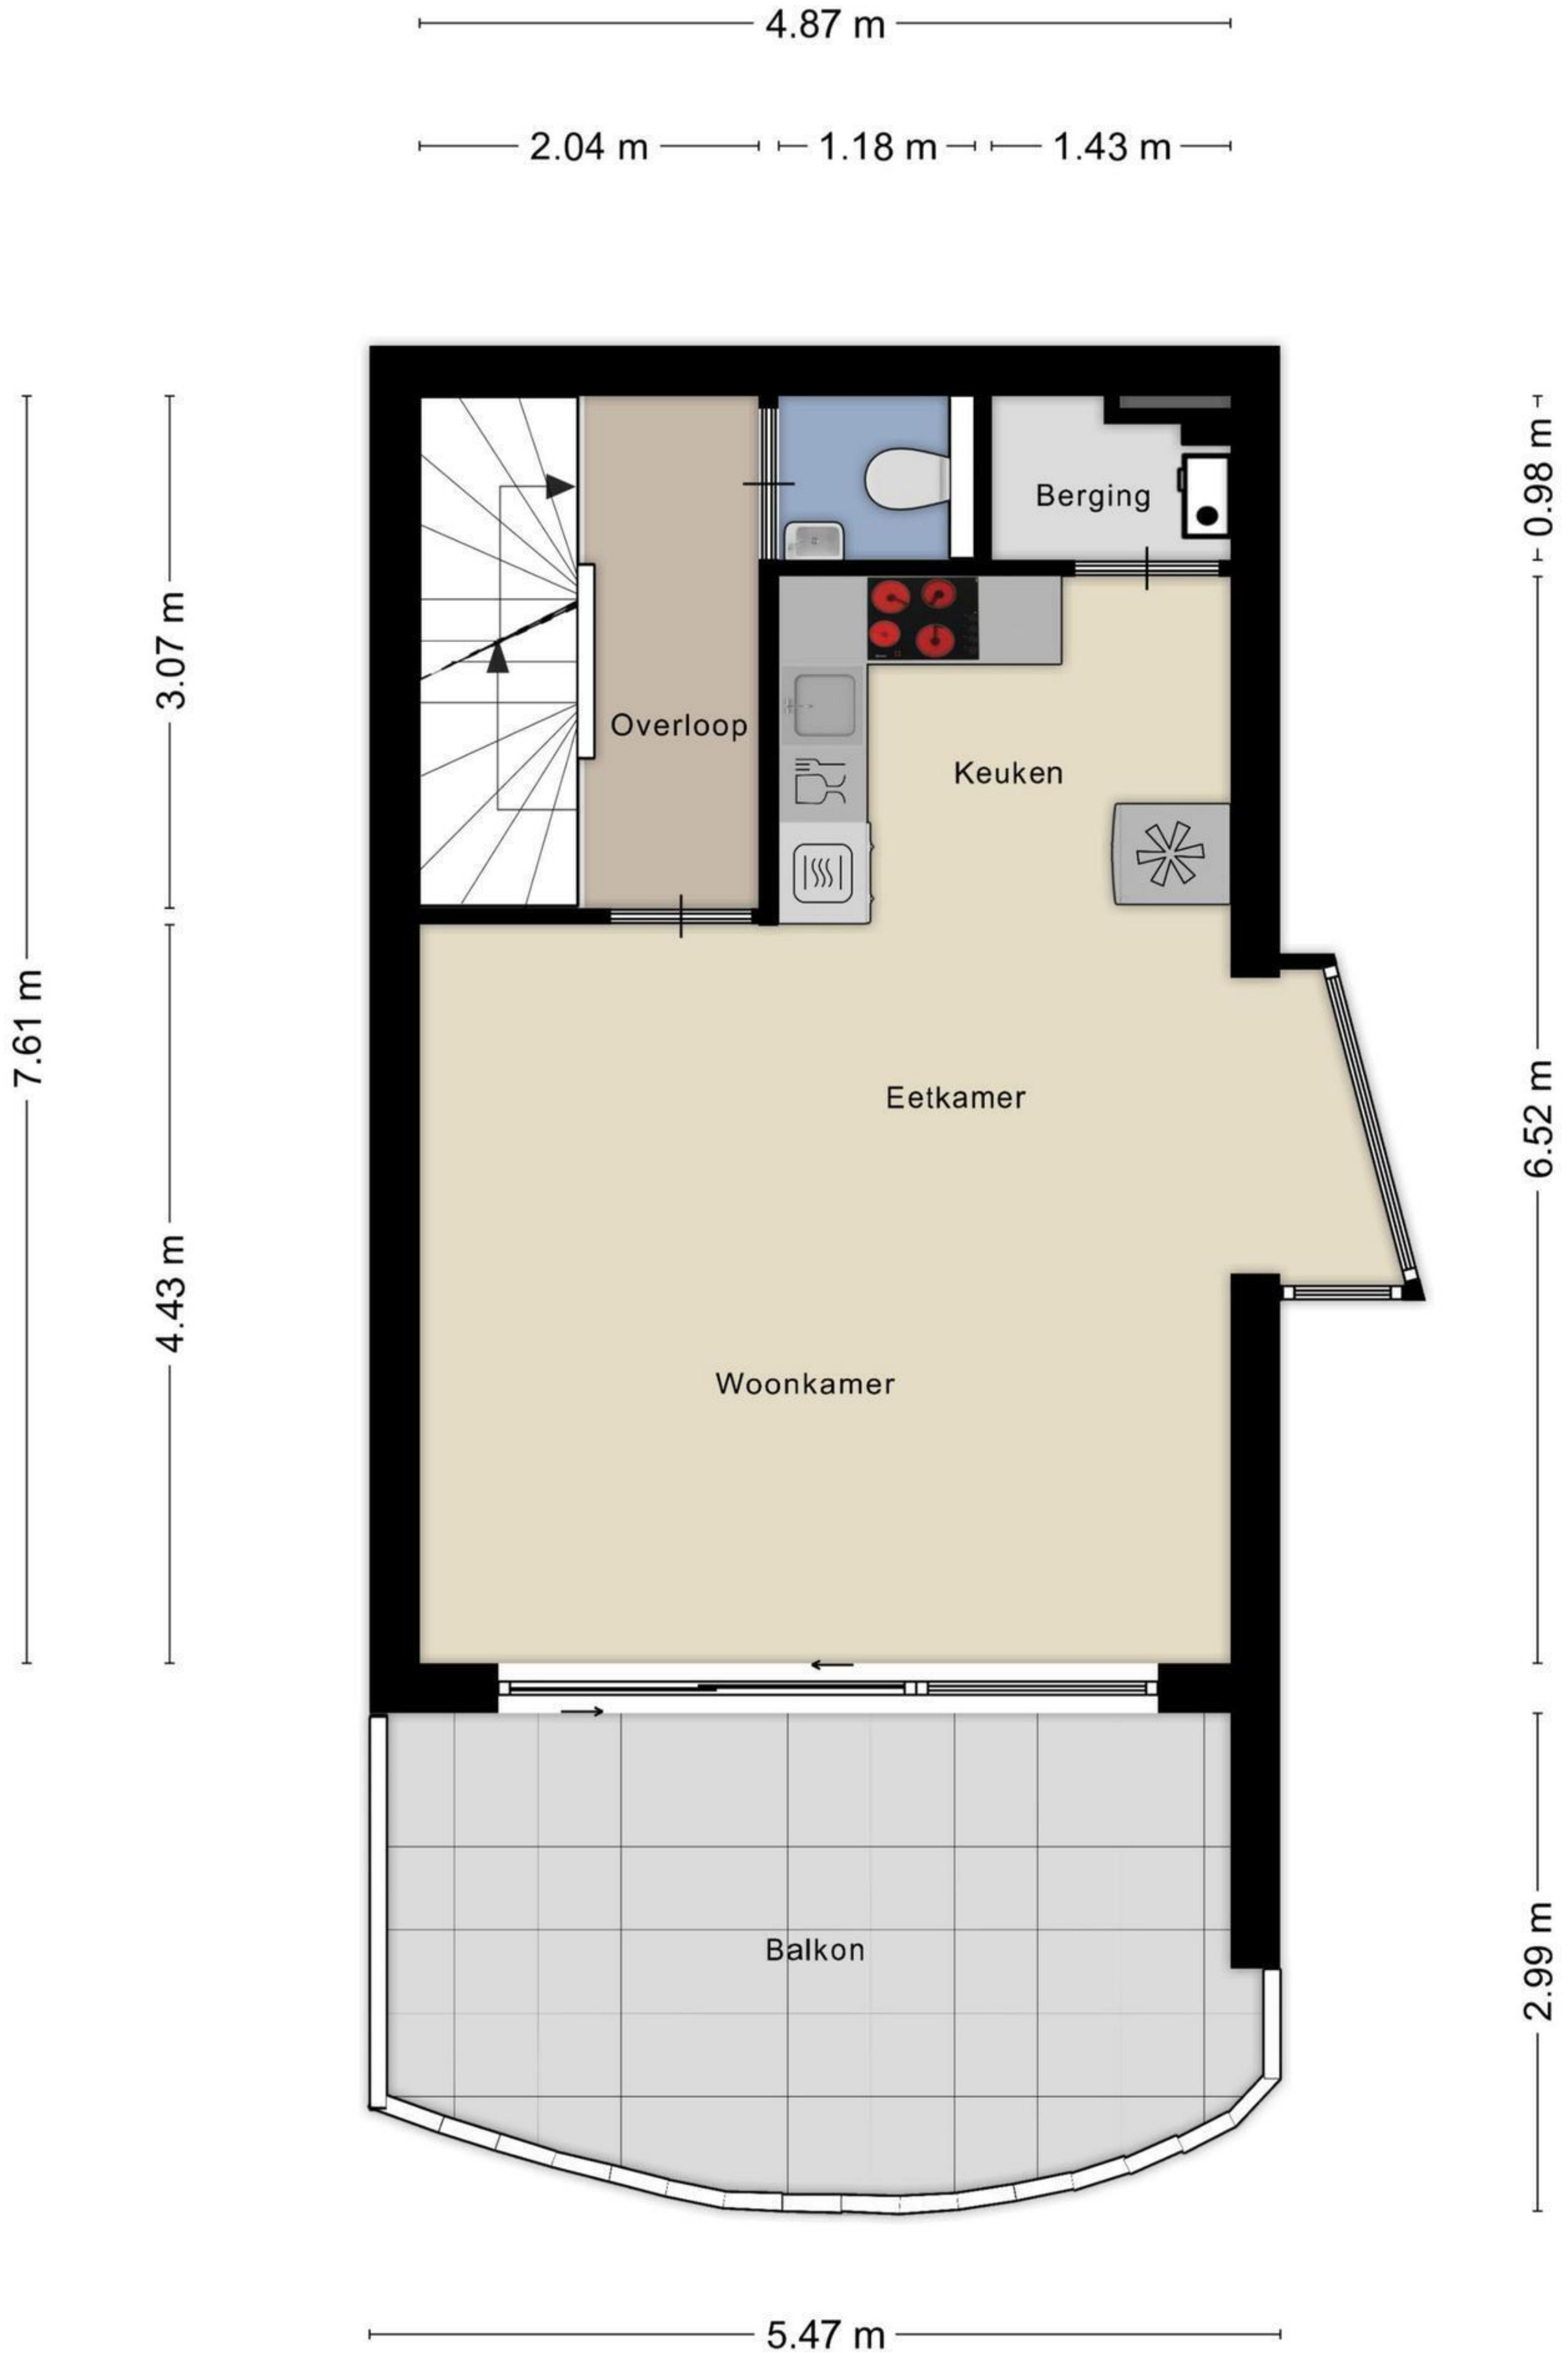 4.87 m
2.04 m
1.18 m
1.43 m
0.98 m
Berging
3.07 m
Overloop
Keuken
7.61 m
Eetkamer
6.52 m
4.43 m
Woonkamer
Balkon
2.99 m
5.47 m